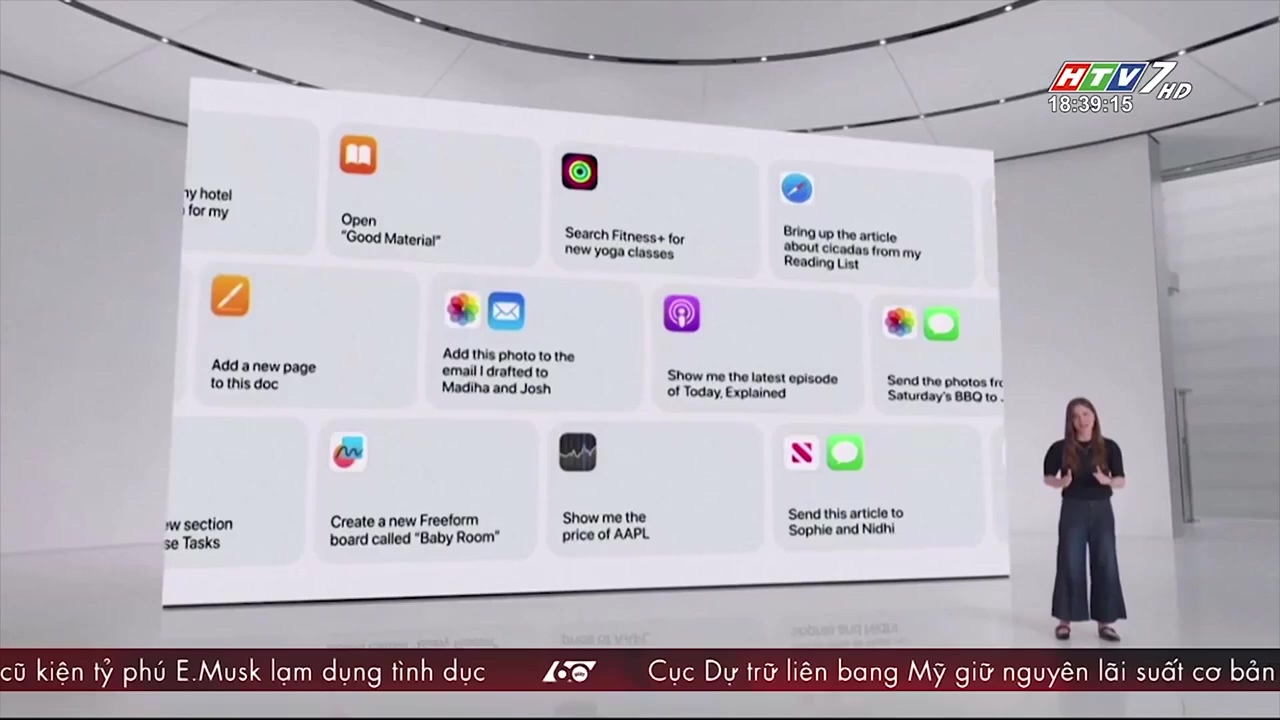 HTV7 HD
18:39:15
my hotel
for my
Open
“Good Material”
Search Fitness+ for
new yoga classes
Bring up the article
about cicadas from my
Reading List
Add a new page
to this doc
Add this photo to the
email I drafted to
Madiha and Josh
Show me the latest episode
of Today, Explained
Send the photos
Saturday's BBQ to
section
Tasks
Create a new Freeform
board called “Baby Room”
Show me the
price of AAPL
Send this article to
Sophie and Nidhi
cũ kiện tỷ phú E.Musk lạm dụng tình dục
60 giây
Cục Dự trữ liên bang Mỹ giữ nguyên lãi suất cơ bản